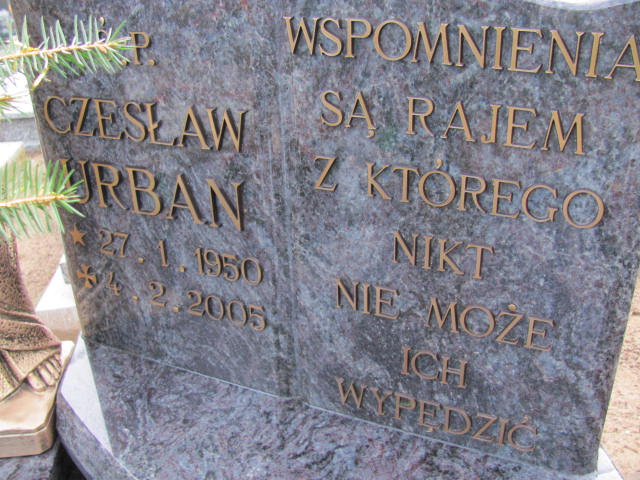 Ś.P.
CZESŁAW
URBAN
27.1.1950
4.2.2005
WSPOMNIENIA
SĄ RAJEM
Z KTÓREGO
NIKT
NIE MOŻE
ICH
WYPĘDZIĆ